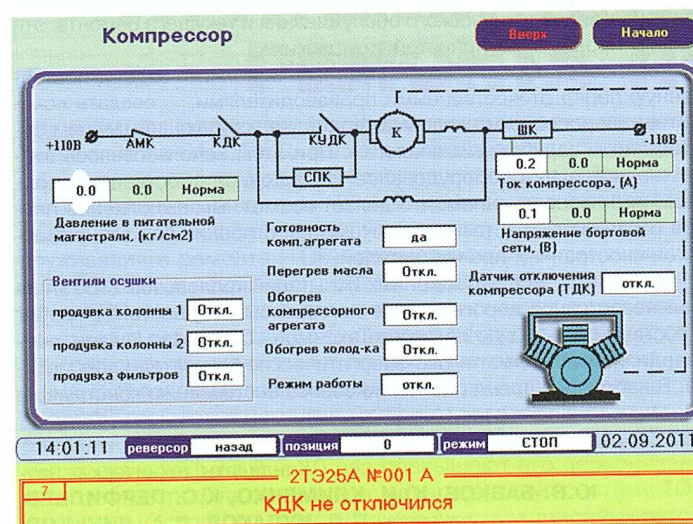 Компрессор
Вверх
Начало
+110В
АМК
КДК
КУДК
СПК
К
ШК
-110В
0.0 0.0 Норма
Давление в питательной
магистрали, (кг/см2)
0.2 0.0 Норма
Ток компрессора, (А)
0.1 0.0 Норма
Напряжение бортовой
сети, (В)
Готовность
комп.агрегата
да
Перегрев масла Откл.
Обогрев
компрессорного
агрегата
Откл.
Обогрев холод-ка Откл.
Режим работы откл.
Датчик отключения
компрессора (ТДК)
откл.
Вентили осушки
продувка колонны 1 Откл.
продувка колонны 2 Откл.
продувка фильтров Откл.
14:01:11 реверсор назад позиция 0 режим СТОП 02.09.2011
2ТЭ25А №001 А
7
КДК не отключился